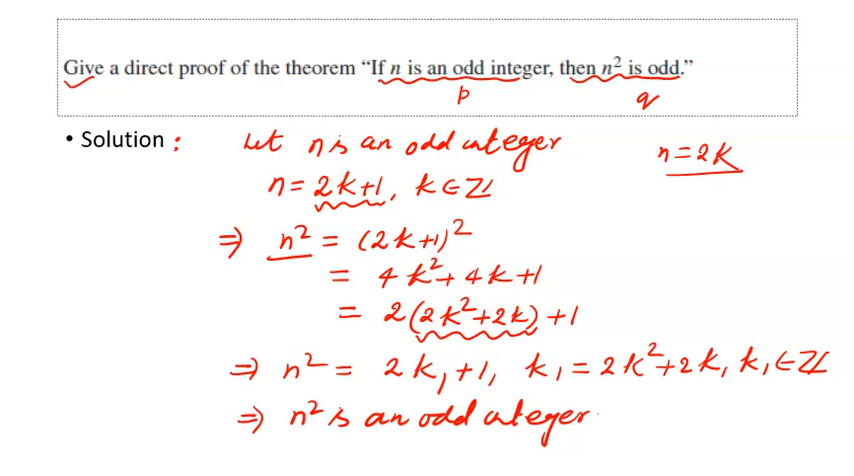 Give a direct proof of the theorem “If n is an odd integer, then n² is odd.”
p q
• Solution : Let n is an odd integer
n = 2k
n = 2k+1, k ∈ ℤ
⇒ n² = (2k+1)²
= 4k²+4k+1
= 2(2k²+2k)+1
⇒ n² = 2k₁+1, k₁ = 2k²+2k, k₁ ∈ ℤ
⇒ n² is an odd integer.